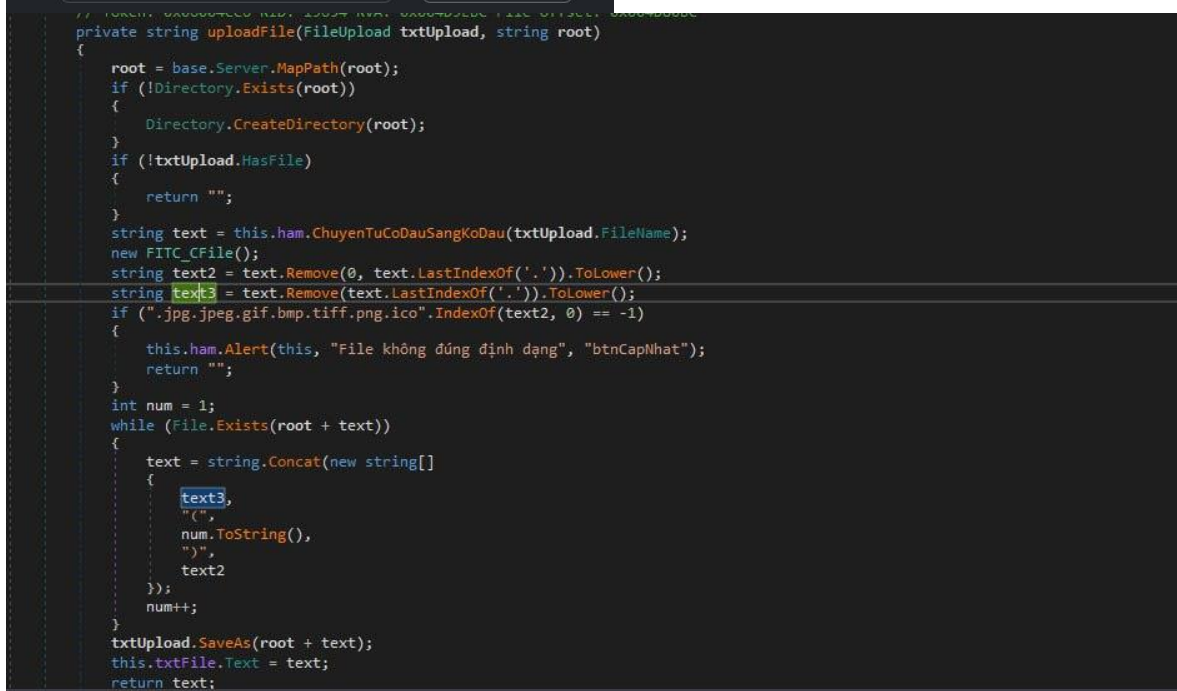 private string uploadFile(FileUpload txtUpload, string root)
{
root = base.Server.MapPath(root);
if (!Directory.Exists(root))
{
Directory.CreateDirectory(root);
}
if (!txtUpload.HasFile)
{
return "";
}
string text = this.ham.ChuyenTuCoDauSangKoDau(txtUpload.FileName);
new FITC_CFile();
string text2 = text.Remove(0, text.LastIndexOf('.')).ToLower();
string text3 = text.Remove(text.LastIndexOf('.')).ToLower();
if (".jpg.jpeg.gif.bmp.tiff.png.ico".IndexOf(text2, 0) == -1)
{
this.ham.Alert(this, "File không đúng định dạng", "btnCapNhat");
return "";
}
int num = 1;
while (File.Exists(root + text))
{
text = string.Concat(new string[]
{
text3,
"(",
num.ToString(),
")",
text2
});
num++;
}
txtUpload.SaveAs(root + text);
this.txtFile.Text = text;
return text;